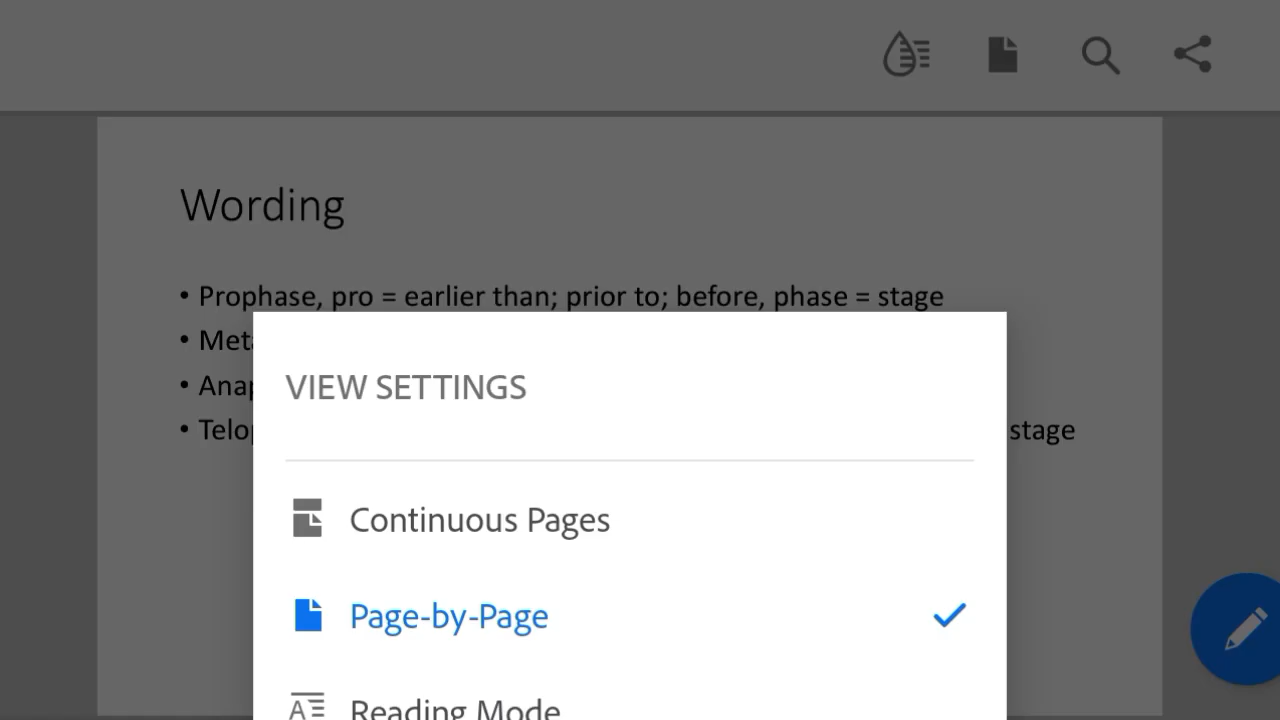 Wording
• Prophase, pro = earlier than; prior to; before, phase = stage
• Meta
• Anap
• Telop stage
VIEW SETTINGS
Continuous Pages
Page-by-Page
Reading Mode